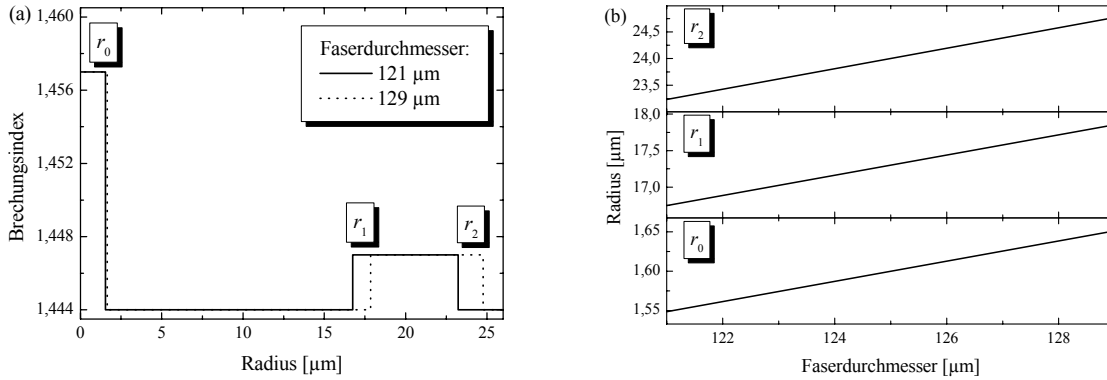 (a)
1,460
1,456
1,452
1,448
1,444
Brechungsindex
r0
Faserdurchmesser:
121 µm
129 µm
r1
r2
0 5 10 15 20 25
Radius [µm]
(b)
r2
24,5
24,0
23,5
18,0
r1
17,5
17,0
Radius [µm]
r0
1,65
1,60
1,55
122 124 126 128
Faserdurchmesser [µm]